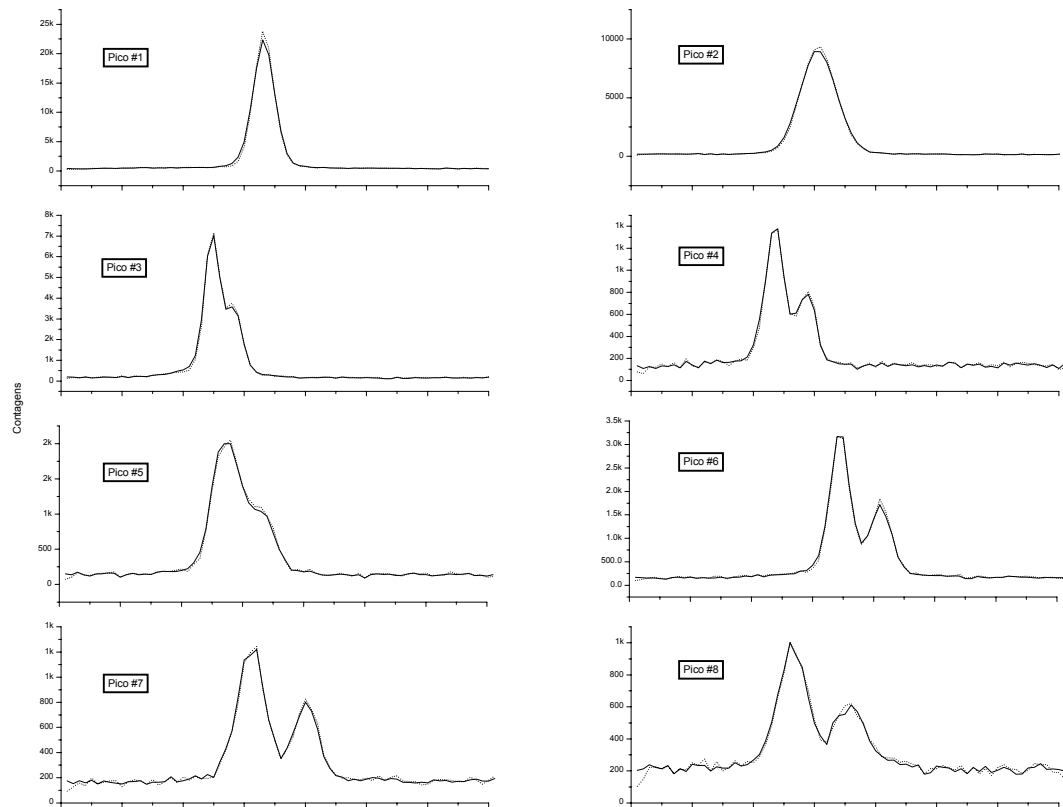 25k
20k
15k
10k
5k
0
Pico #1
10000
5000
0
Pico #2
8k
7k
6k
5k
4k
3k
2k
1k
0
Pico #3
1k
1k
800
600
400
200
0
Pico #4
Contagens
2k
2k
1k
500
0
Pico #5
3.5k
3.0k
2.5k
2.0k
1.5k
1.0k
500.0
0.0
Pico #6
1k
1k
1k
800
600
400
200
0
Pico #7
1k
800
600
400
200
0
Pico #8